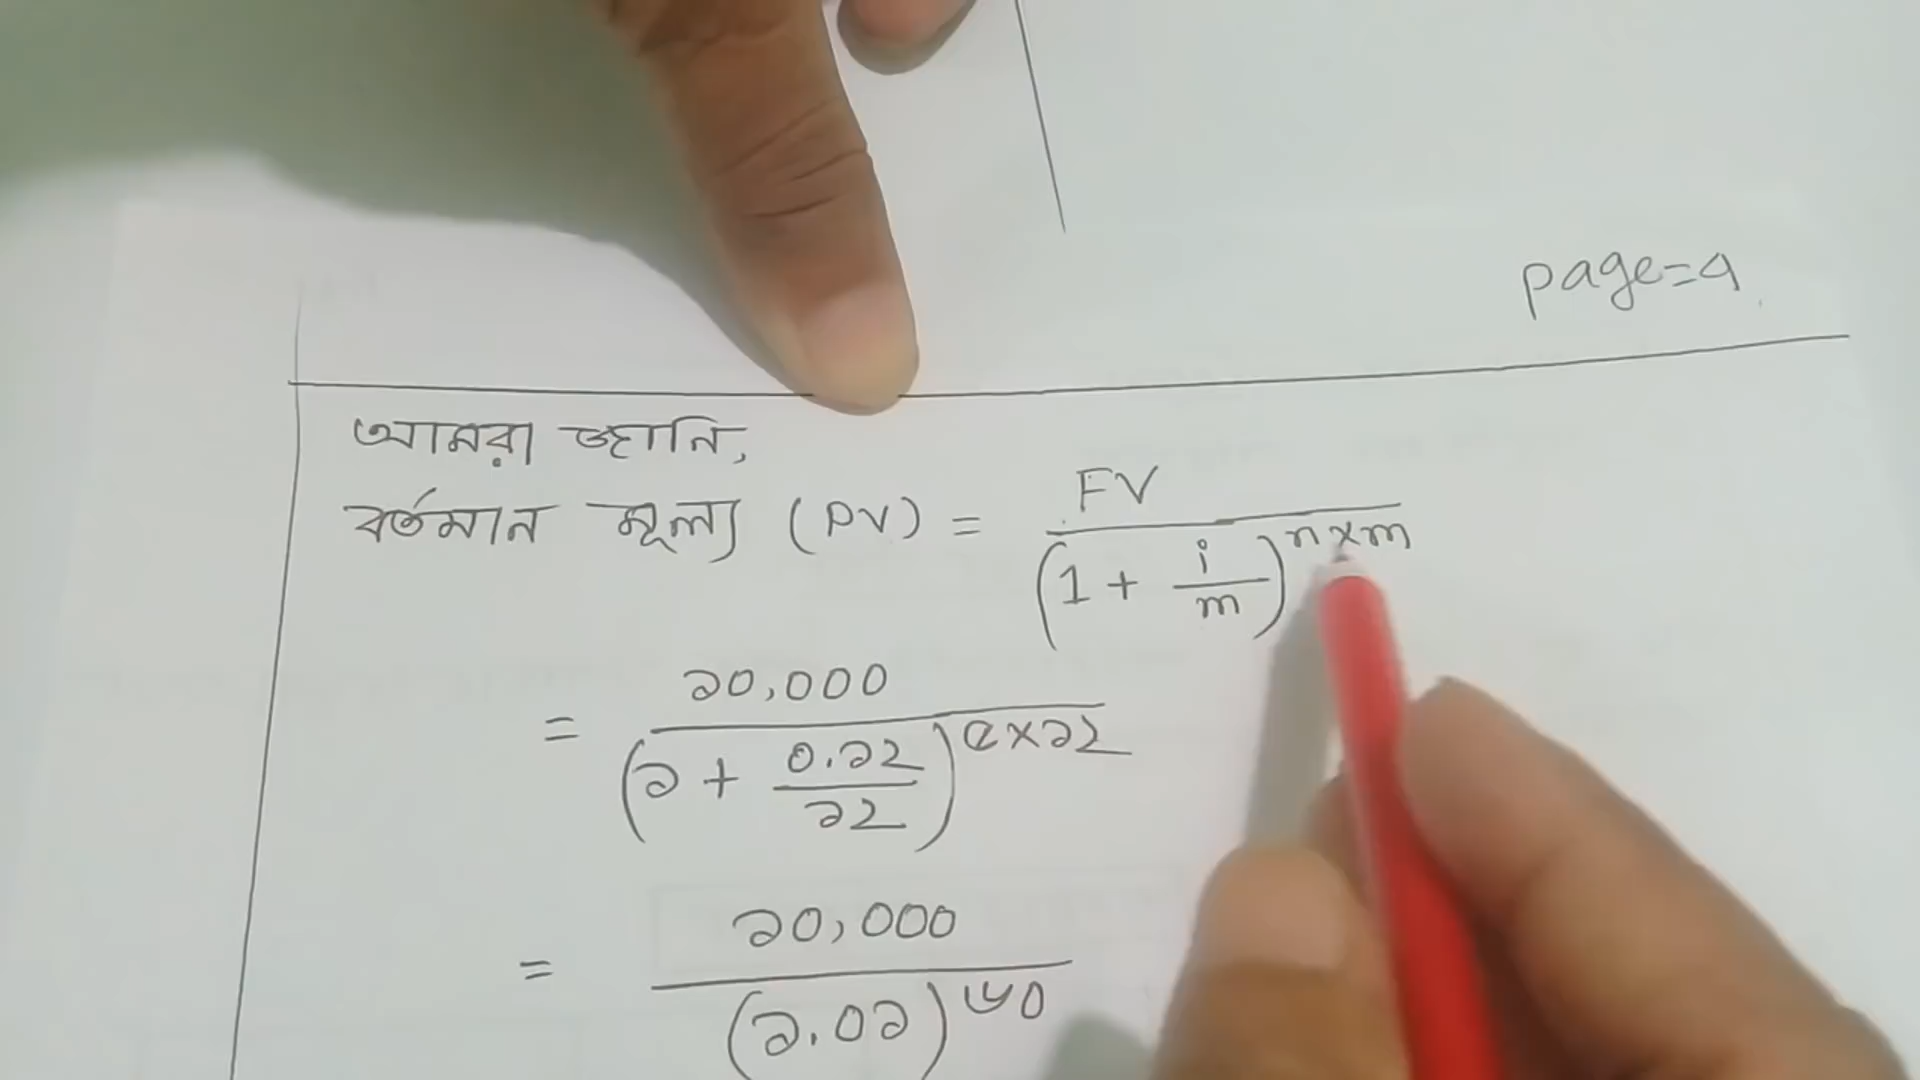 page=৭
আমরা জানি,
বর্তমান মূল্য (PV) = FV / (1 + i/m)^n×m
= ১০,০০০ / (১ + ০.১২/১২)^৫×১২
= ১০,০০০ / (১.০১)^৬০